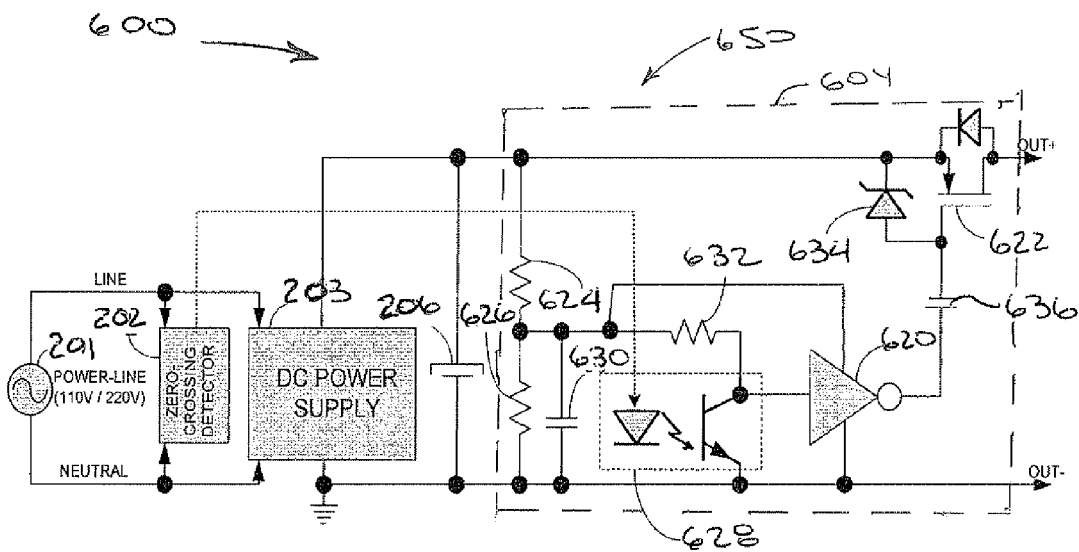 600
650
604
OUT+
634
622
632
LINE
203
206
624
626
636
202
201
630
620
POWER-LINE
(110V / 220V)
ZERO-
CROSSING
DETECTOR
DC POWER
SUPPLY
NEUTRAL
OUT-
628